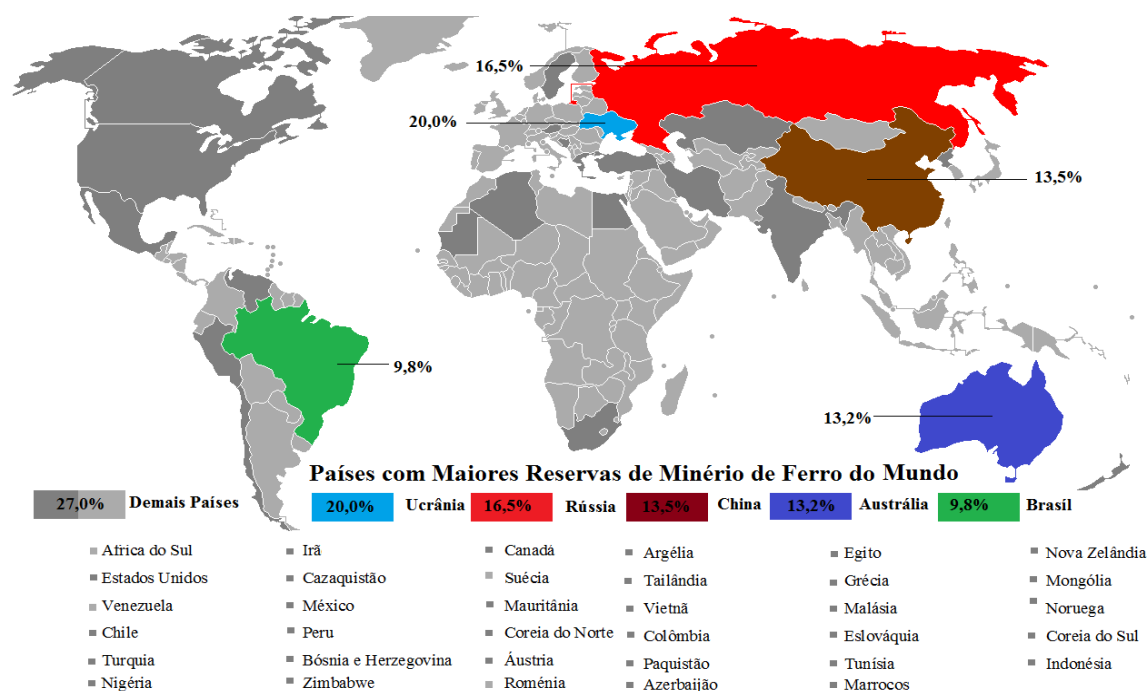 16,5%
20,0%
13,5%
9,8%
13,2%
Países com Maiores Reservas de Minério de Ferro do Mundo
27,0% Demais Países 20,0% Ucrânia 16,5% Rússia 13,5% China 13,2% Austrália 9,8% Brasíl
Africa do Sul Irã Canadá Argélia Egito Nova Zelândia
Estados Unidos Cazaquistão Suécia Tailândia Grécia Mongólia
Venezuela México Mauritânia Vietnã Malásia Noruega
Chile Peru Coreia do Norte Colômbia Eslováquia Coreia do Sul
Turquia Bósnia e Herzegovina Áustria Paquistão Tunísia Indonésia
Nigéria Zimbabwe Roménia Azerbaijão Marrocos